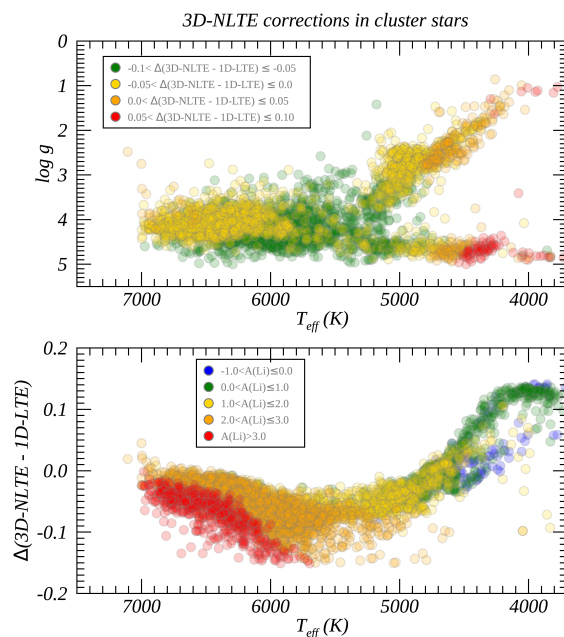 3D-NLTE corrections in cluster stars
0
1
2
3
4
5
log g
-0.1< Δ(3D-NLTE - 1D-LTE) ≤ -0.05
-0.05< Δ(3D-NLTE - 1D-LTE) ≤ 0.0
0.0< Δ(3D-NLTE - 1D-LTE) ≤ 0.05
0.05< Δ(3D-NLTE - 1D-LTE) ≤ 0.10
7000 6000 5000 4000
Teff (K)
0.2
0.0
-0.1
-0.2
0.1
Δ(3D-NLTE - 1D-LTE)
-1.0<A(Li)≤0.0
0.0<A(Li)≤1.0
1.0<A(Li)≤2.0
2.0<A(Li)≤3.0
A(Li)>3.0
7000 6000 5000 4000
Teff (K)